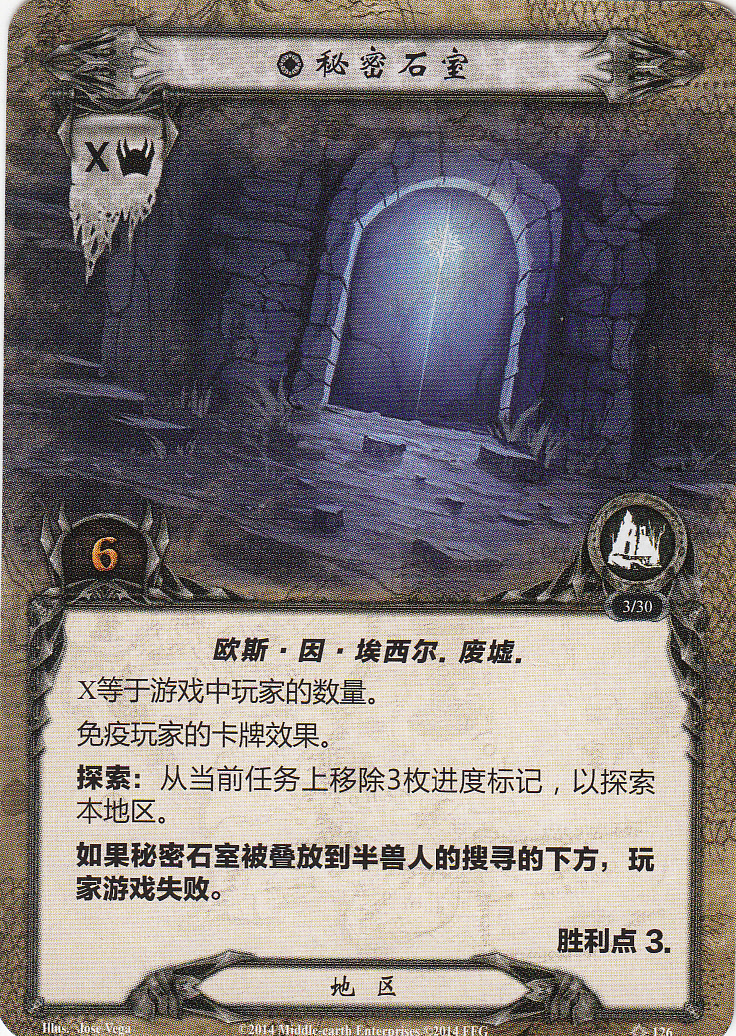 秘密石室
X
6
3/30
欧斯·因·埃西尔. 废墟.
X等于游戏中玩家的数量。
免疫玩家的卡牌效果。
探索：从当前任务上移除3枚进度标记，以探索
本地区。
如果秘密石室被叠放到半兽人的搜寻的下方，玩
家游戏失败。
胜利点 3.
地区
Illus. José Vega
©2014 Middle-earth Enterprises ©2014 FFG
126